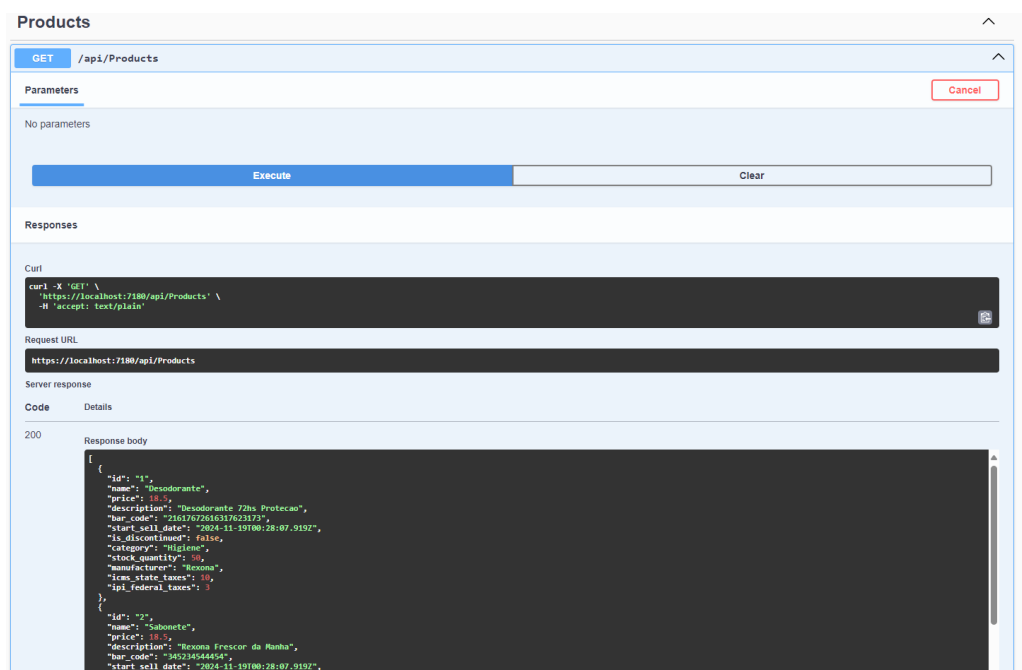 Products
GET /api/Products
Parameters Cancel
No parameters
Execute Clear
Responses
Curl
curl -X 'GET' \
'https://localhost:7180/api/Products' \
-H 'accept: text/plain'
Request URL
https://localhost:7180/api/Products
Server response
Code Details
200
Response body
[
{
"id": "1",
"name": "Desodorante",
"price": 18.5,
"description": "Desodorante 72hs Protecao",
"bar_code": "21617672616317623173",
"start_sell_date": "2024-11-19T00:28:07.919Z",
"is_discontinued": false,
"category": "Higiene",
"stock_quantity": 50,
"manufacturer": "Rexona",
"icms_state_taxes": 10,
"ipi_federal_taxes": 3
},
{
"id": "2",
"name": "Sabonete",
"price": 18.5,
"description": "Rexona Frescor da Manha",
"bar_code": "345234544454",
"start_sell_date": "2024-11-19T00:28:07.919Z",